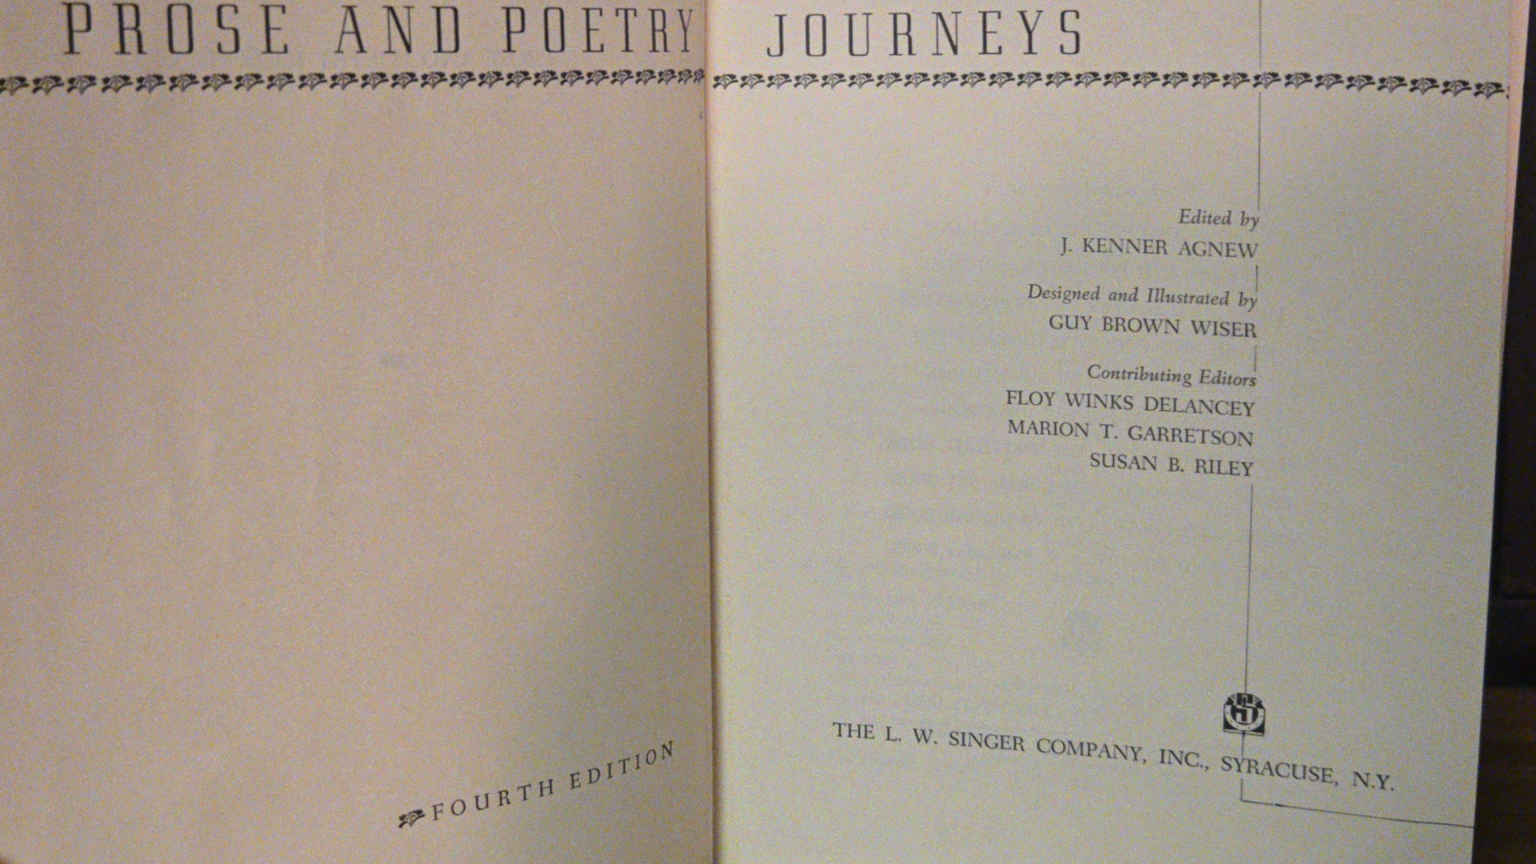 PROSE AND POETRY JOURNEYS
Edited by
J. KENNER AGNEW
Designed and Illustrated by
GUY BROWN WISER
Contributing Editors
FLOY WINKS DELANCEY
MARION T. GARRETSON
SUSAN B. RILEY
FOURTH EDITION
THE L. W. SINGER COMPANY, INC., SYRACUSE, N.Y.